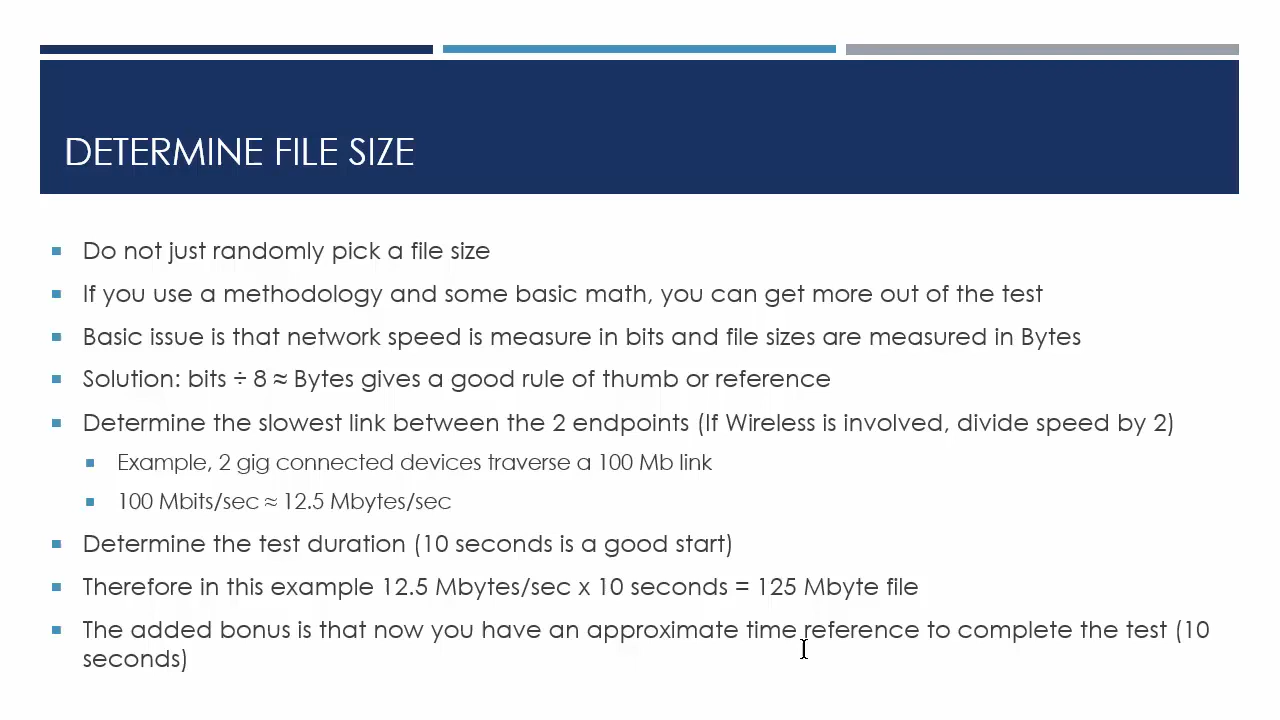 DETERMINE FILE SIZE
Do not just randomly pick a file size
If you use a methodology and some basic math, you can get more out of the test
Basic issue is that network speed is measure in bits and file sizes are measured in Bytes
Solution: bits ÷ 8 ≈ Bytes gives a good rule of thumb or reference
Determine the slowest link between the 2 endpoints (If Wireless is involved, divide speed by 2)
Example, 2 gig connected devices traverse a 100 Mb link
100 Mbits/sec ≈ 12.5 Mbytes/sec
Determine the test duration (10 seconds is a good start)
Therefore in this example 12.5 Mbytes/sec x 10 seconds = 125 Mbyte file
The added bonus is that now you have an approximate time reference to complete the test (10
seconds)